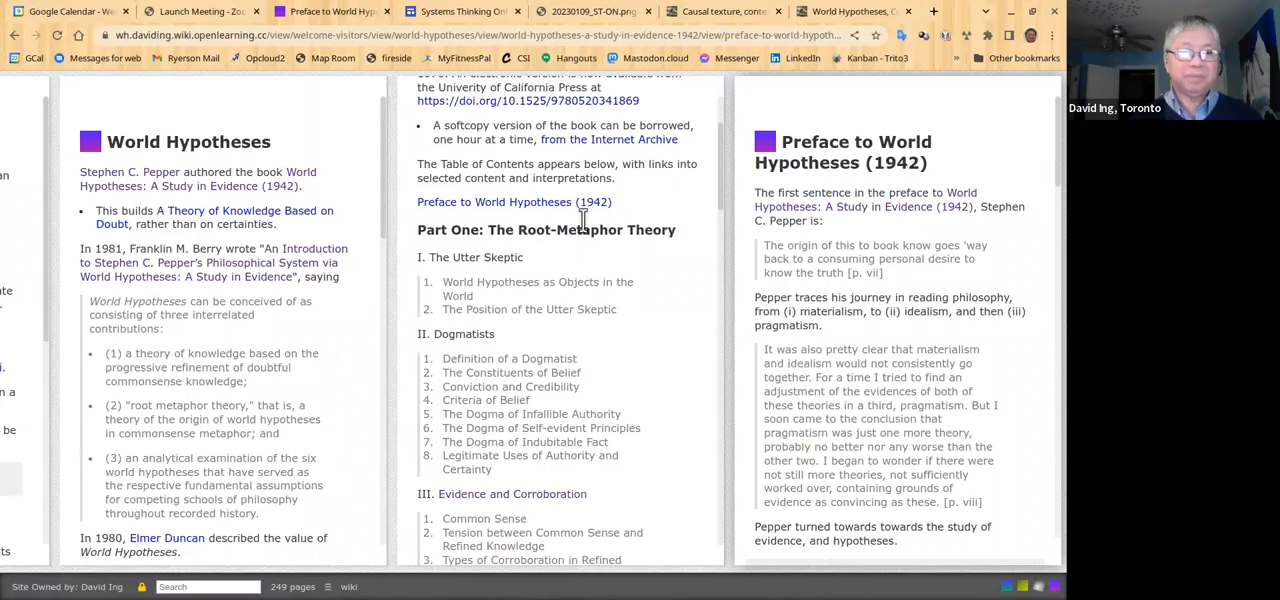 Google Calendar - We
Launch Meeting - Zoo
Preface to World Hyp
Systems Thinking Ont
20230109_ST-ON.png
Causal texture, conte
World Hypotheses, C
wh.daviding.wiki.openlearning.cc/view/welcome-visitors/view/world-hypotheses/view/world-hypotheses-a-study-in-evidence-1942/view/preface-to-world-hypoth...
GCal
Messages for web
Ryerson Mail
Opcloud2
Map Room
fireside
MyFitnesPal
CSI
Hangouts
Mastodon.cloud
Messenger
LinkedIn
Kanban - Trito3
»
Other bookmarks
an
ate
i.
n a
be
ts
World Hypotheses
Stephen C. Pepper authored the book World
Hypotheses: A Study in Evidence (1942).
• This builds A Theory of Knowledge Based on
Doubt, rather than on certainties.
In 1981, Franklin M. Berry wrote "An Introduction
to Stephen C. Pepper's Philosophical System via
World Hypotheses: A Study in Evidence", saying
World Hypotheses can be conceived of as
consisting of three interrelated
contributions:
• (1) a theory of knowledge based on the
progressive refinement of doubtful
commonsense knowledge;
• (2) "root metaphor theory," that is, a
theory of the origin of world hypotheses
in commonsense metaphor; and
• (3) an analytical examination of the six
world hypotheses that have served as
the respective fundamental assumptions
for competing schools of philosophy
throughout recorded history.
In 1980, Elmer Duncan described the value of
World Hypotheses.
the Univerity of California Press at
https://doi.org/10.1525/9780520341869
• A softcopy version of the book can be borrowed,
one hour at a time, from the Internet Archive
The Table of Contents appears below, with links into
selected content and interpretations.
Preface to World Hypotheses (1942)
Part One: The Root-Metaphor Theory
I. The Utter Skeptic
1. World Hypotheses as Objects in the
World
2. The Position of the Utter Skeptic
II. Dogmatists
1. Definition of a Dogmatist
2. The Constituents of Belief
3. Conviction and Credibility
4. Criteria of Belief
5. The Dogma of Infallible Authority
6. The Dogma of Self-evident Principles
7. The Dogma of Indubitable Fact
8. Legitimate Uses of Authority and
Certainty
III. Evidence and Corroboration
1. Common Sense
2. Tension between Common Sense and
Refined Knowledge
3. Types of Corroboration in Refined
Preface to World
Hypotheses (1942)
The first sentence in the preface to World
Hypotheses: A Study in Evidence (1942), Stephen
C. Pepper is:
The origin of this to book know goes 'way
back to a consuming personal desire to
know the truth [p. vii]
Pepper traces his journey in reading philosophy,
from (i) materialism, to (ii) idealism, and then (iii)
pragmatism.
It was also pretty clear that materialism
and idealism would not consistently go
together. For a time I tried to find an
adjustment of the evidences of both of
these theories in a third, pragmatism. But I
soon came to the conclusion that
pragmatism was just one more theory,
probably no better nor any worse than the
other two. I began to wonder if there were
not still more theories, not sufficiently
worked over, containing grounds of
evidence as convincing as these. [p. viii]
Pepper turned towards towards the study of
evidence, and hypotheses.
David Ing, Toronto
Site Owned by: David Ing
Search
249 pages
wiki